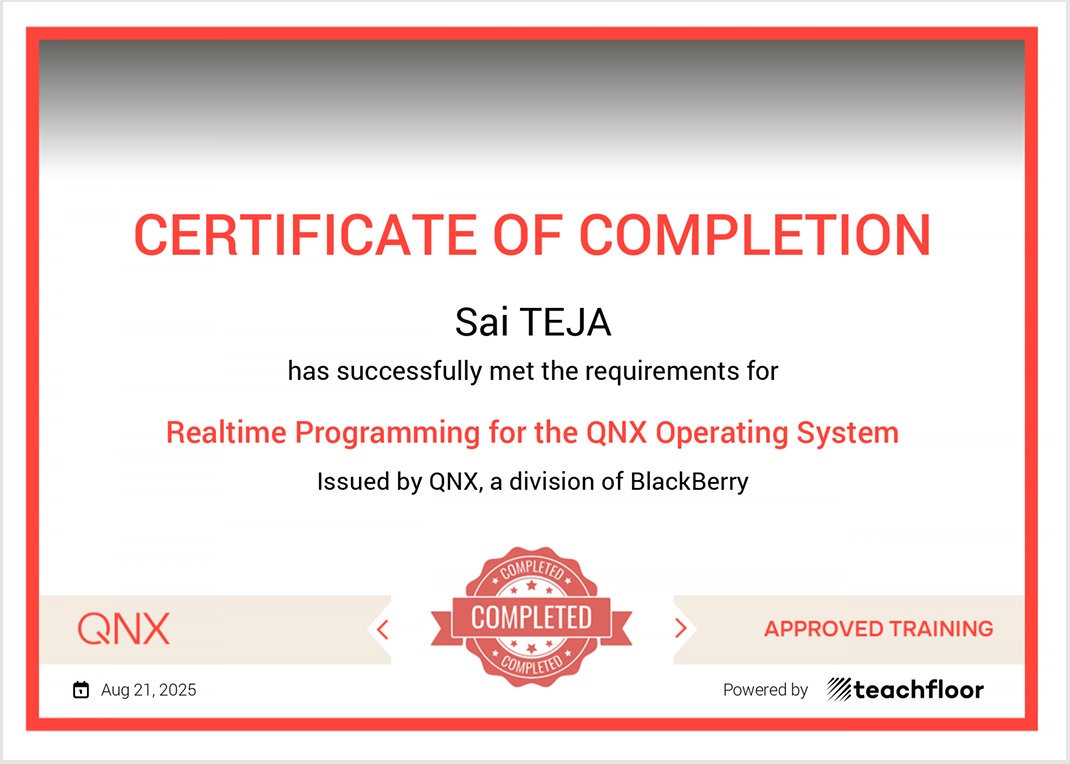 CERTIFICATE OF COMPLETION
Sai TEJA
has successfully met the requirements for
Realtime Programming for the QNX Operating System
Issued by QNX, a division of BlackBerry
COMPLETED
COMPLETED
COMPLETED
QNX
APPROVED TRAINING
Aug 21, 2025
Powered by teachfloor